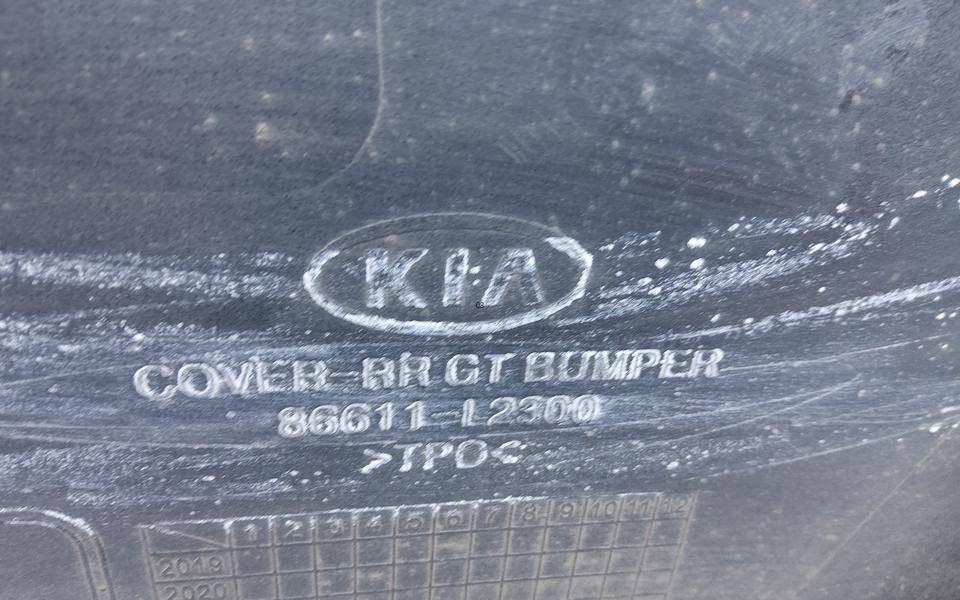 KIA
COVER-RR GT BUMPER
86611-L2300
>TPO<
1 2 3 4 5 6 7 8 9 10 11 12
2019
2020